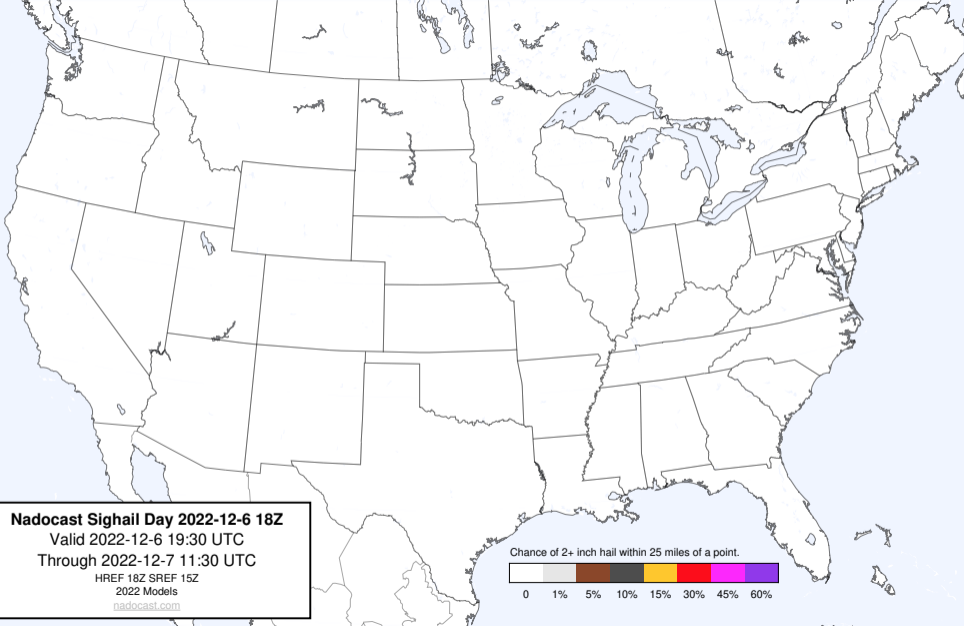 Nadocast Sighail Day 2022-12-6 18Z
Valid 2022-12-6 19:30 UTC
Through 2022-12-7 11:30 UTC
HREF 18Z SREF 15Z
2022 Models
nadocast.com
Chance of 2+ inch hail within 25 miles of a point.
0 1% 5% 10% 15% 30% 45% 60%